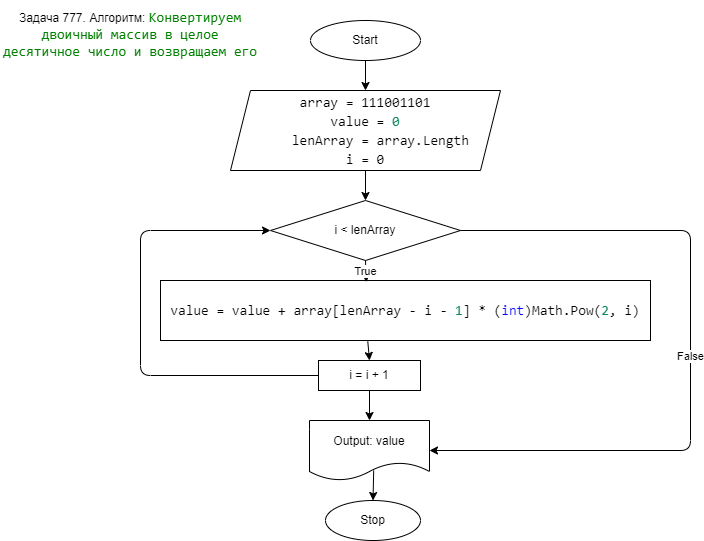 Задача 777. Алгоритм: Конвертируем
двоичный массив в целое
десятичное число и возвращаем его
Start
array = 111001101
value = 0
lenArray = array.Length
i = 0
i < lenArray
True
value = value + array[lenArray - i - 1] * (int)Math.Pow(2, i)
False
i = i + 1
Output: value
Stop